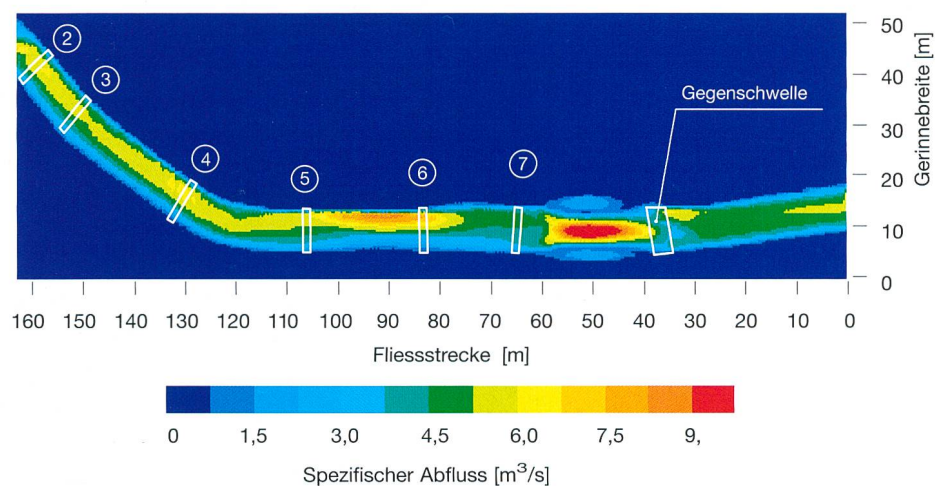 ②
③
④
⑤
⑥
⑦
Gegenschwelle
50
40
30
20
10
0
Gerinnebreite [m]
160 150 140 130 120 110 100 90 80 70 60 50 40 30 20 10 0
Fliessstrecke [m]
0 1,5 3,0 4,5 6,0 7,5 9,
Spezifischer Abfluss [m³/s]